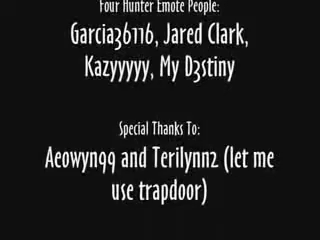 Four Hunter Emote People:
Garcia36116, Jared Clark,
Kazyyyyy, My D3stiny
Special Thanks To:
Aeowyn99 and Terilynn2 (let me
use trapdoor)